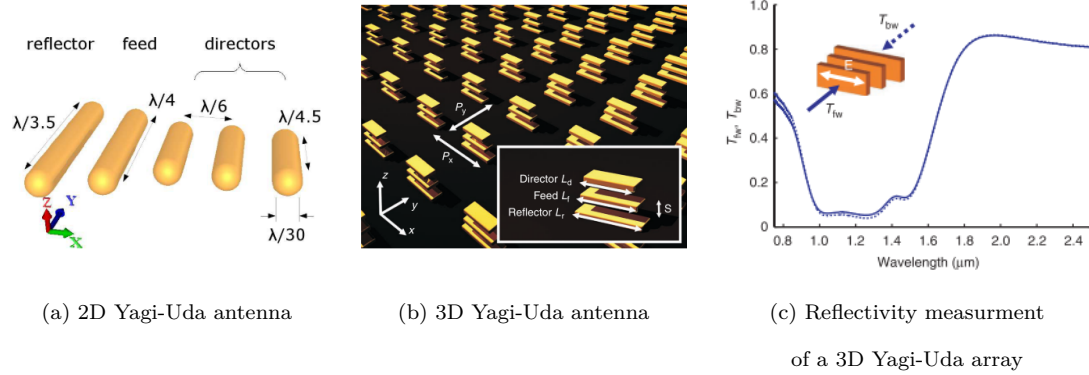 reflector feed directors
λ/3.5
λ/4
λ/6
λ/4.5
λ/30
Z
Y
X
(a) 2D Yagi-Uda antenna
P_y
P_x
z
y
x
Director L_d
Feed L_f
Reflector L_r
S
(b) 3D Yagi-Uda antenna
T_fw, T_bw
1.0
0.8
0.6
0.4
0.2
0
0.8 1.0 1.2 1.4 1.6 1.8 2.0 2.2 2.4
Wavelength (μm)
T_bw
E
T_fw
(c) Reflectivity measurment
of a 3D Yagi-Uda array